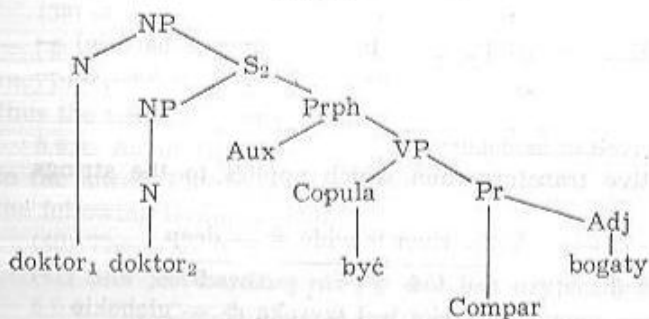 NP
N S₂
NP Prph
Aux VP
N Copula Pr
Adj
doktor₁ doktor₂ być bogaty
Compar